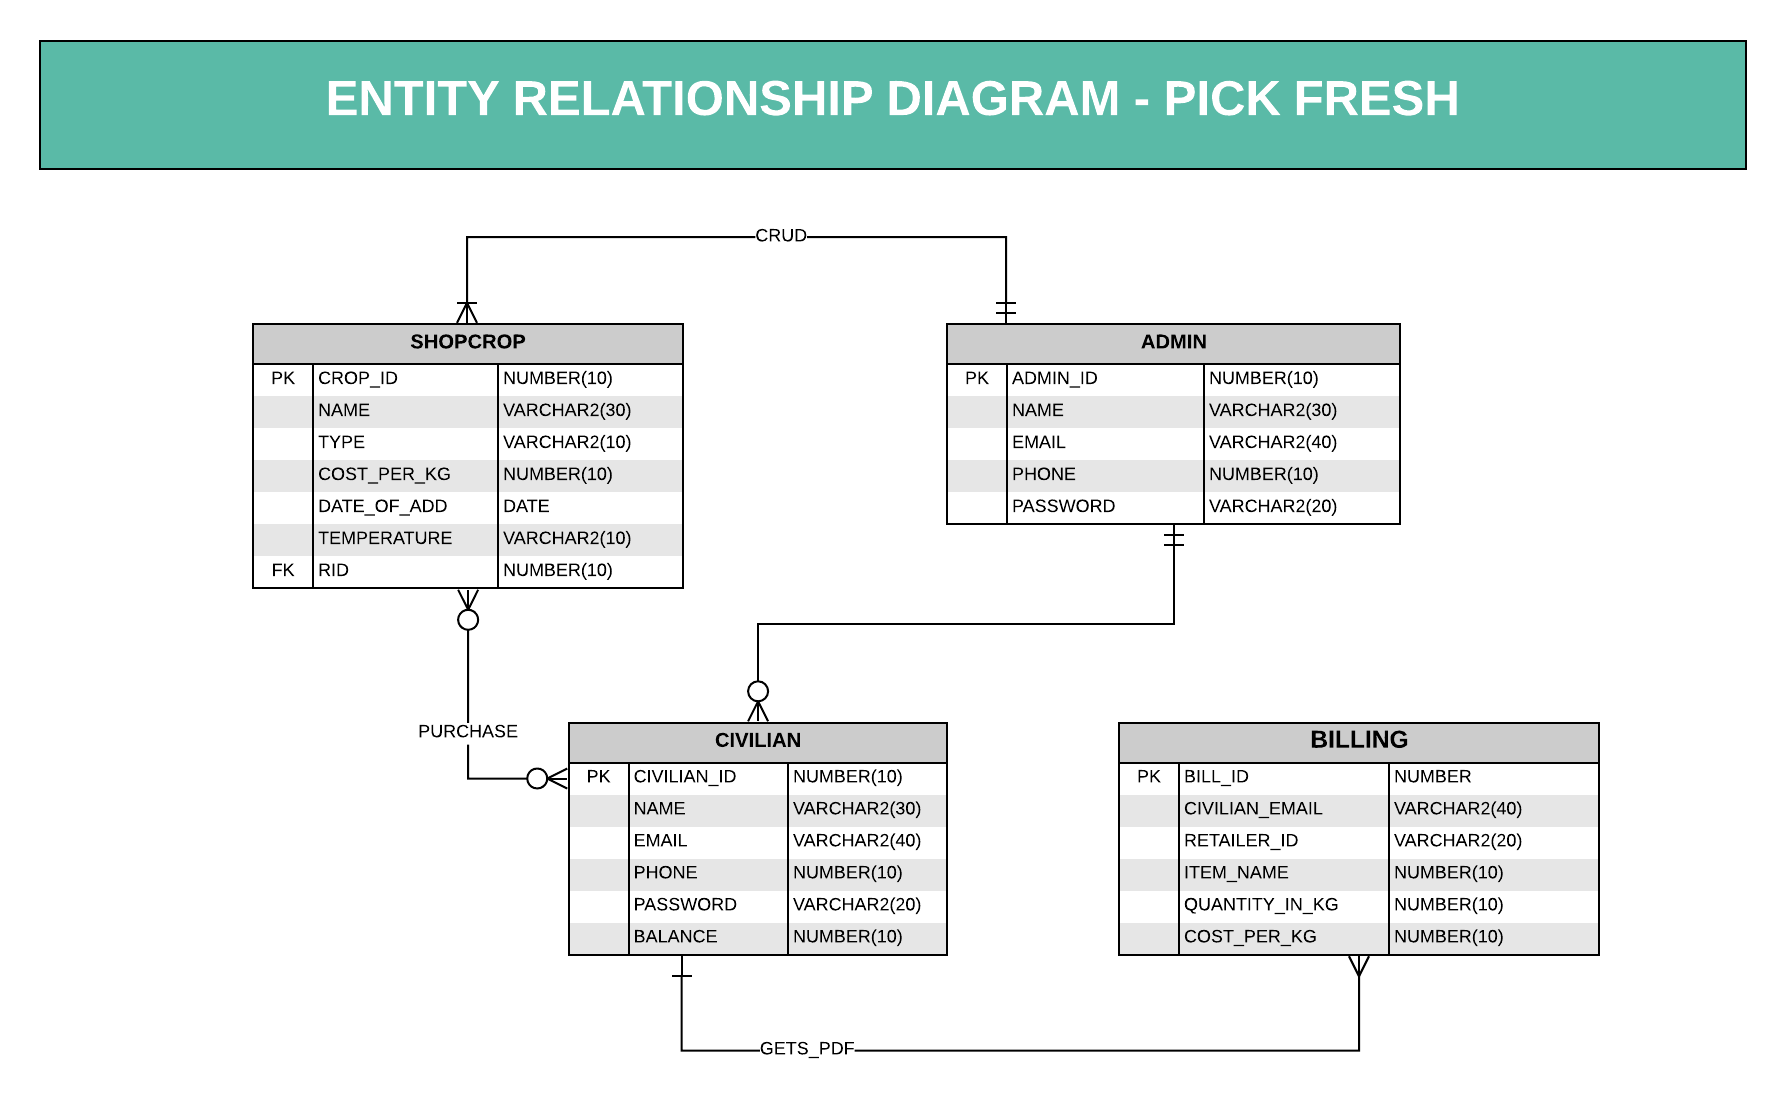 ENTITY RELATIONSHIP DIAGRAM - PICK FRESH
CRUD
SHOPCROP
PK CROP_ID NUMBER(10)
NAME VARCHAR2(30)
TYPE VARCHAR2(10)
COST_PER_KG NUMBER(10)
DATE_OF_ADD DATE
TEMPERATURE VARCHAR2(10)
FK RID NUMBER(10)
ADMIN
PK ADMIN_ID NUMBER(10)
NAME VARCHAR2(30)
EMAIL VARCHAR2(40)
PHONE NUMBER(10)
PASSWORD VARCHAR2(20)
PURCHASE
CIVILIAN
PK CIVILIAN_ID NUMBER(10)
NAME VARCHAR2(30)
EMAIL VARCHAR2(40)
PHONE NUMBER(10)
PASSWORD VARCHAR2(20)
BALANCE NUMBER(10)
BILLING
PK BILL_ID NUMBER
CIVILIAN_EMAIL VARCHAR2(40)
RETAILER_ID VARCHAR2(20)
ITEM_NAME NUMBER(10)
QUANTITY_IN_KG NUMBER(10)
COST_PER_KG NUMBER(10)
GETS_PDF